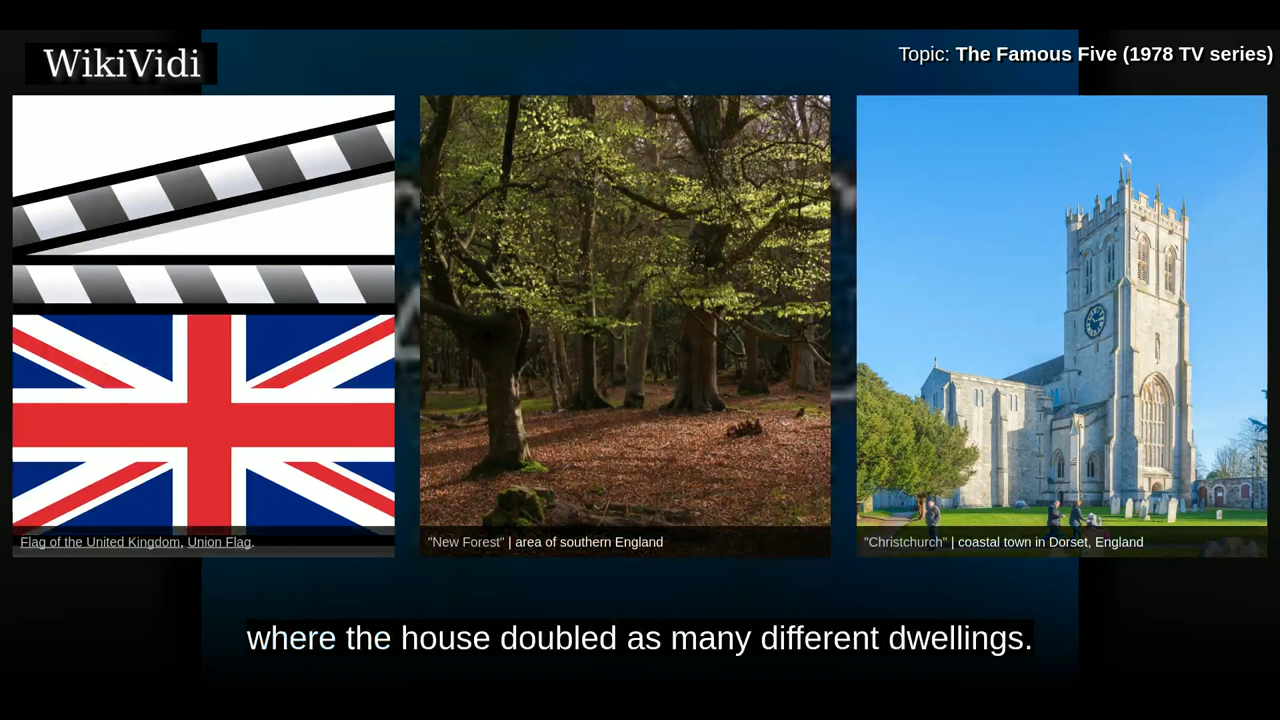 WikiVidi
Topic: The Famous Five (1978 TV series)
Flag of the United Kingdom, Union Flag.
"New Forest" | area of southern England
"Christchurch" | coastal town in Dorset, England
where the house doubled as many different dwellings.